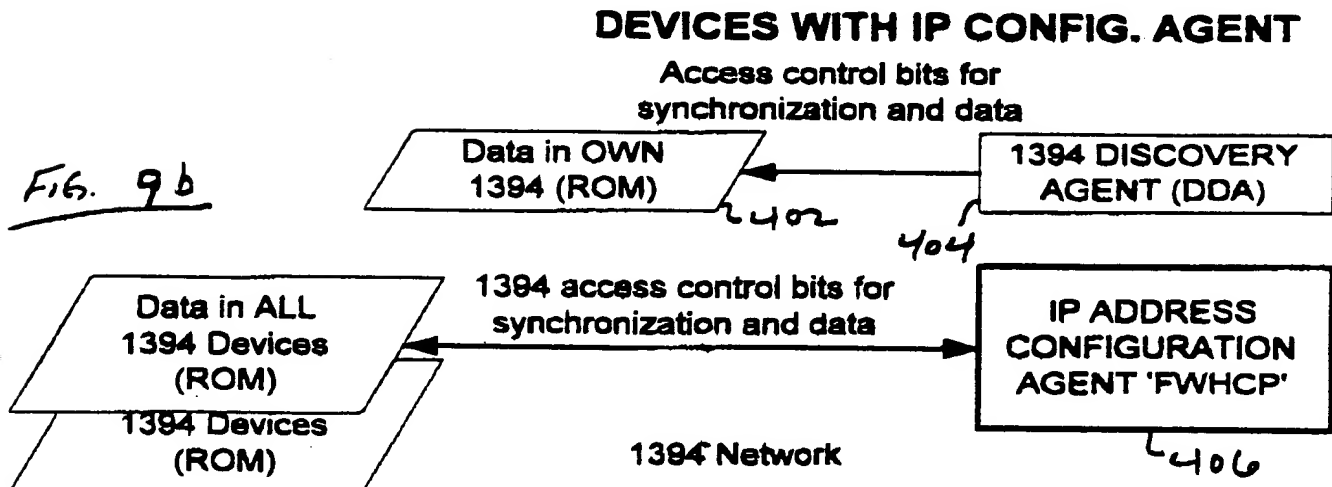 DEVICES WITH IP CONFIG. AGENT
Access control bits for
synchronization and data
Data in OWN
1394 (ROM)
1394 DISCOVERY
AGENT (DDA)
FIG. 9b
402
404
Data in ALL
1394 Devices
(ROM)
1394 access control bits for
synchronization and data
IP ADDRESS
CONFIGURATION
AGENT 'FWHCP'
1394 Devices
(ROM)
1394 Network
406